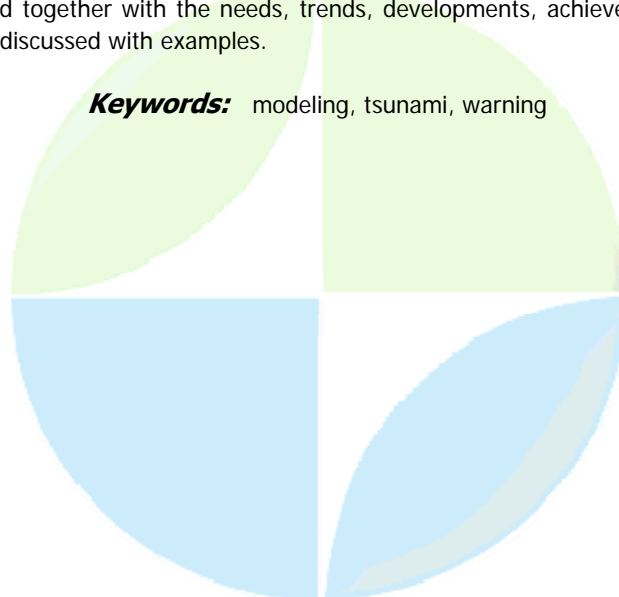 d together with the needs, trends, developments, achieve
discussed with examples.
Keywords: modeling, tsunami, warning